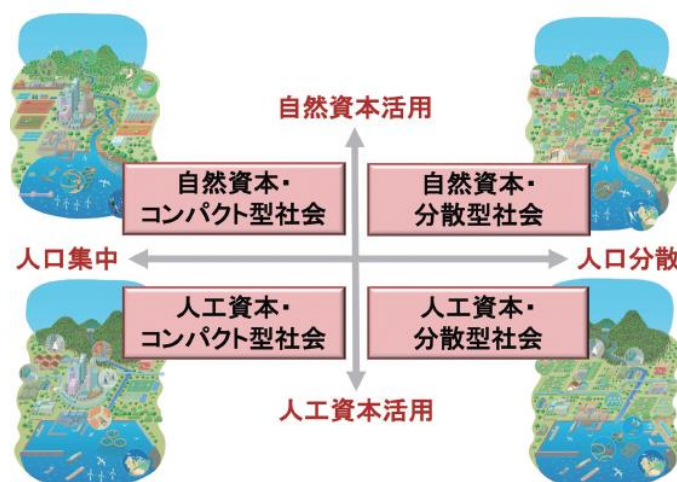 自然資本活用
自然資本・
コンパクト型社会
自然資本・
分散型社会
人口集中
人口分散
人工資本・
コンパクト型社会
人工資本・
分散型社会
人工資本活用